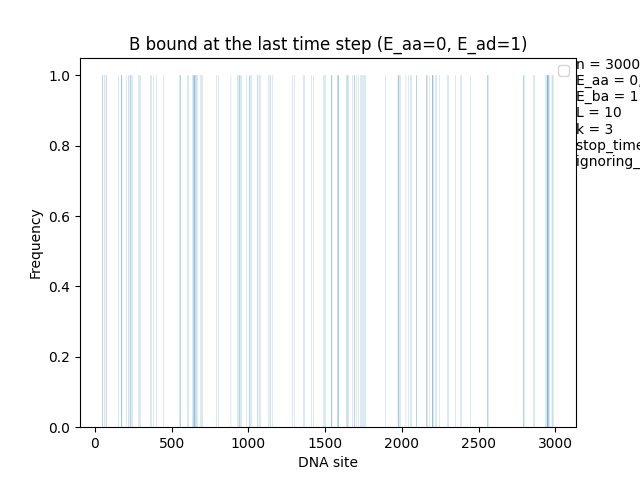 B bound at the last time step (E_aa=0, E_ad=1)
n = 3000
E_aa = 0,
E_ba = 1
L = 10
k = 3
stop_time
ignoring_
1.0
0.8
0.6
0.4
0.2
0.0
Frequency
0 500 1000 1500 2000 2500 3000
DNA site